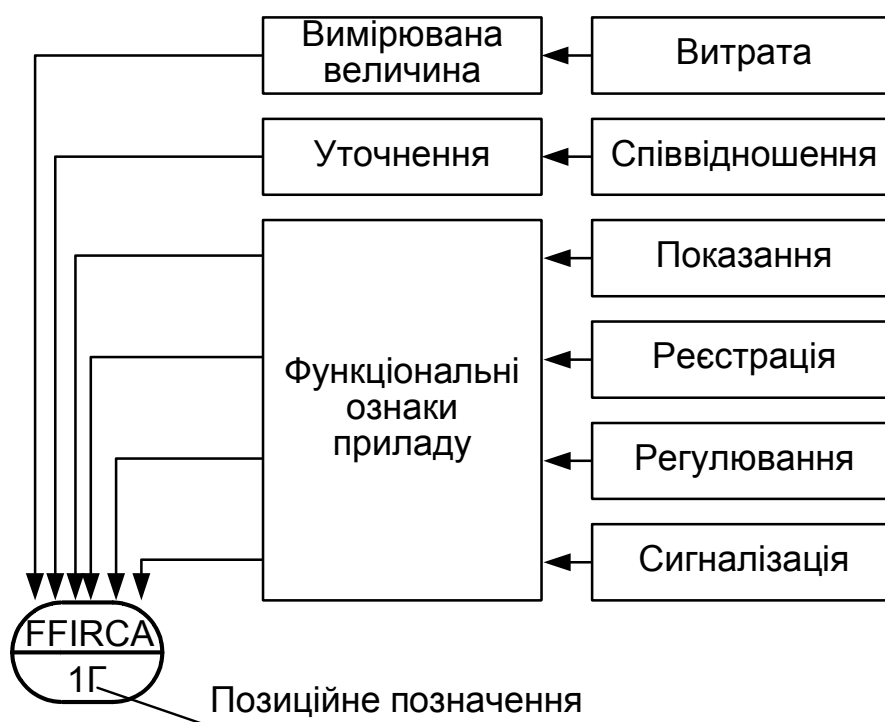 Вимірювана
величина
Витрата
Уточнення
Співвідношення
Функціональні
ознаки
приладу
Показання
Реєстрація
Регулювання
Сигналізація
FFIRCA
1Г
Позиційне позначення